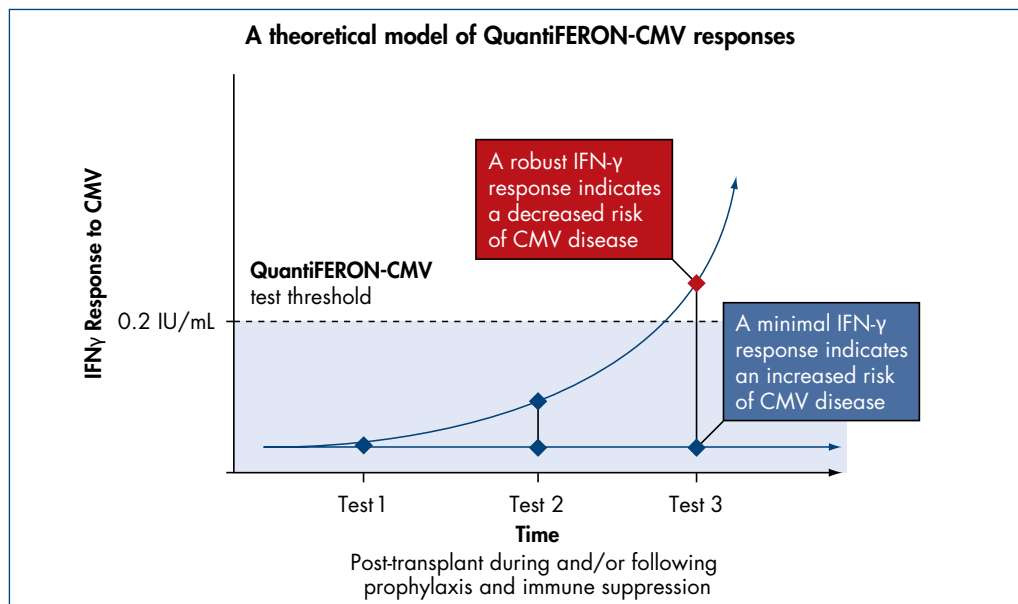 A theoretical model of QuantiFERON-CMV responses
IFNγ Response to CMV
A robust IFN-γ
response indicates
a decreased risk
of CMV disease
QuantiFERON-CMV
test threshold
0.2 IU/mL
A minimal IFN-γ
response indicates
an increased risk
of CMV disease
Test 1
Test 2
Test 3
Time
Post-transplant during and/or following
prophylaxis and immune suppression